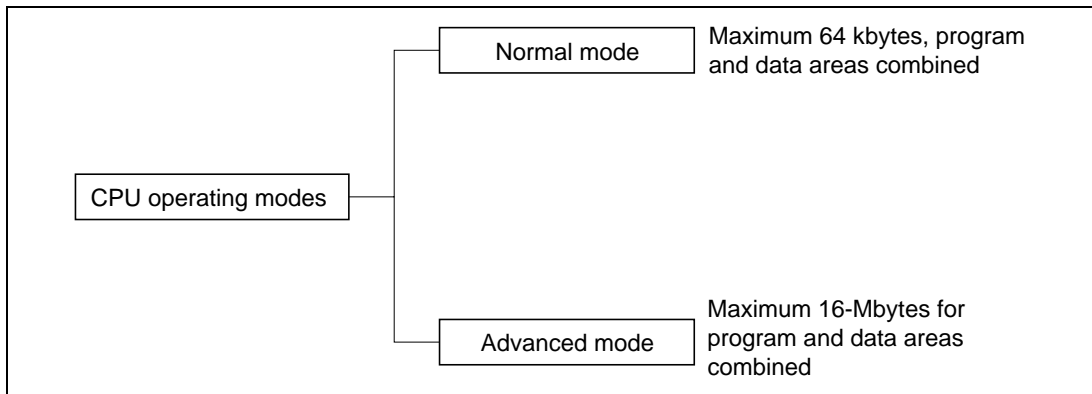 Normal mode
Maximum 64 kbytes, program
and data areas combined
CPU operating modes
Advanced mode
Maximum 16-Mbytes for
program and data areas
combined